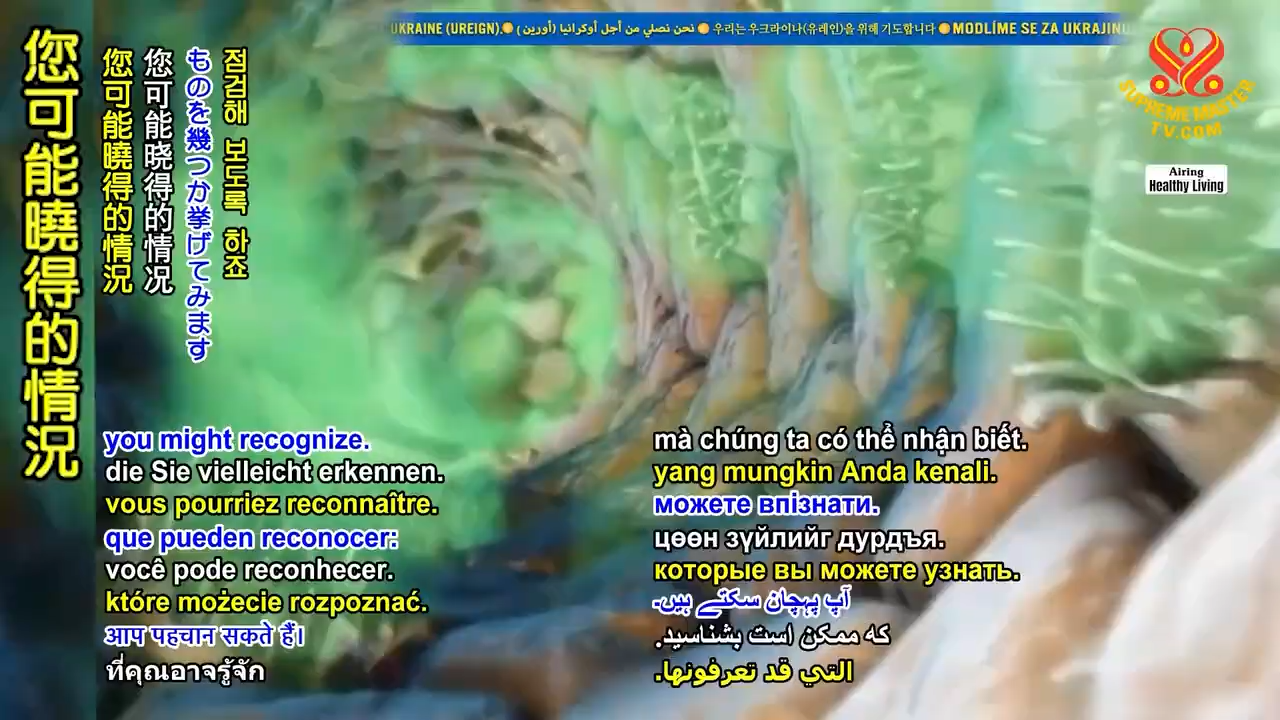 UKRAINE (UREIGN). نحن نصلي من أجل أوكرانيا (أورين) 우리는 우크라이나(유레인)을 위해 기도합니다 MODLÍME SE ZA UKRAJINU
SUPREME MASTER
TV.COM
Airing
Healthy Living
您可能曉得的情況
您可能曉得的情況
您可能晓得的情况
ものを幾つか挙げてみます
점검해 보도록 하죠
you might recognize.
die Sie vielleicht erkennen.
vous pourriez reconnaître.
que pueden reconocer:
você pode reconhecer.
które możecie rozpoznać.
आप पहचान सकते हैं।
ที่คุณอาจรู้จัก
mà chúng ta có thể nhận biết.
yang mungkin Anda kenali.
можете впізнати.
цөөн зүйлийг дурдъя.
которые вы можете узнать.
آپ پہچان سکتے ہیں۔
که ممکن است بشناسید.
التي قد تعرفونها.